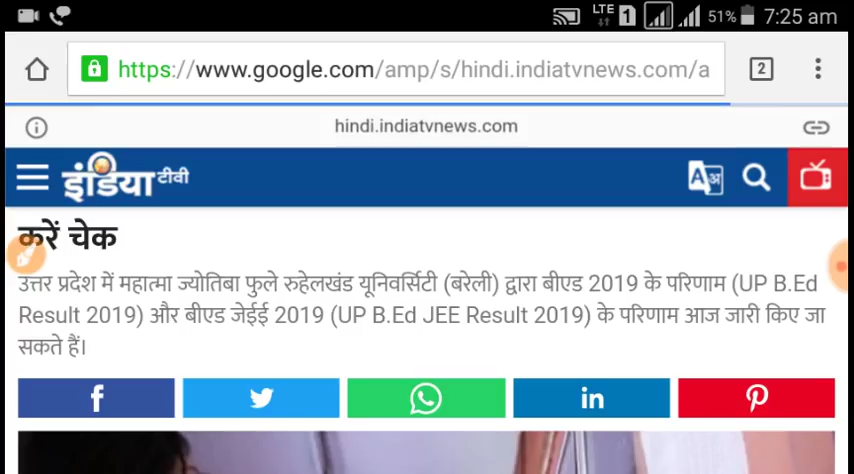 LTE 1 51% 7:25 am
https://www.google.com/amp/s/hindi.indiatvnews.com/a 2
hindi.indiatvnews.com
इंडिया टीवी A अ
करें चेक
उत्तर प्रदेश में महात्मा ज्योतिबा फुले रुहेलखंड यूनिवर्सिटी (बरेली) द्वारा बीएड 2019 के परिणाम (UP B.Ed
Result 2019) और बीएड जेईई 2019 (UP B.Ed JEE Result 2019) के परिणाम आज जारी किए जा
सकते हैं।
f in